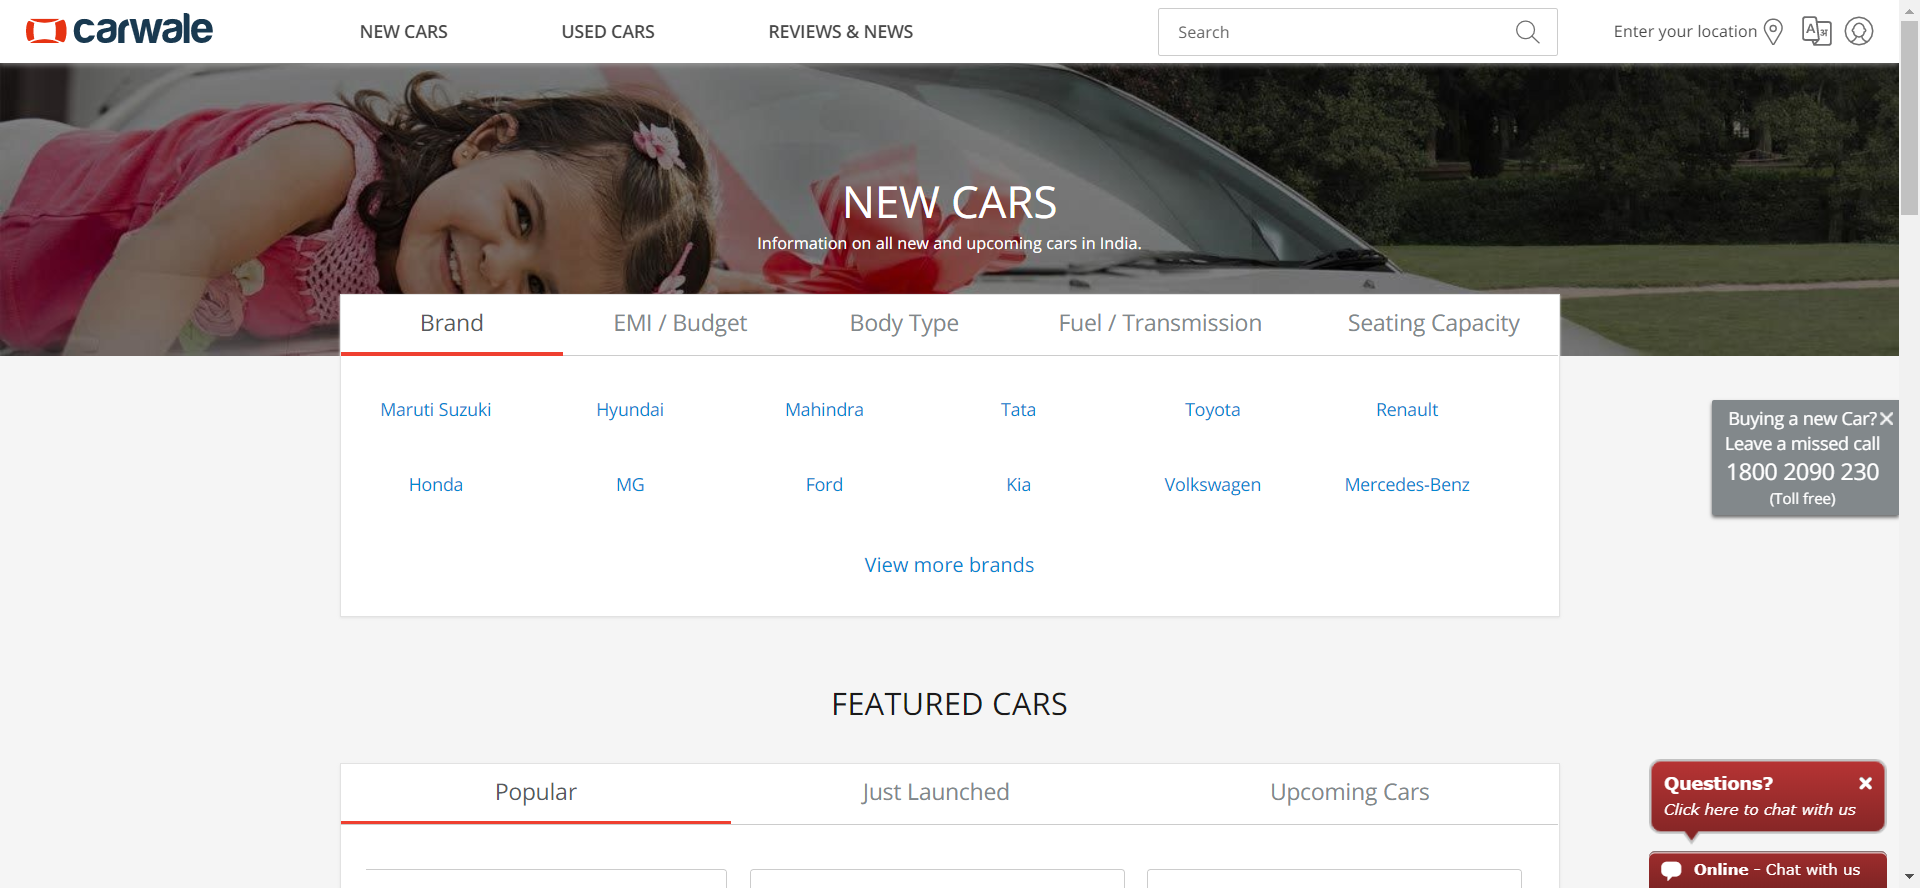 carwale
NEW CARS
USED CARS
REVIEWS & NEWS
Search
Enter your location
A अ
NEW CARS
Information on all new and upcoming cars in India.
Brand
EMI / Budget
Body Type
Fuel / Transmission
Seating Capacity
Maruti Suzuki
Hyundai
Mahindra
Tata
Toyota
Renault
Honda
MG
Ford
Kia
Volkswagen
Mercedes-Benz
View more brands
Buying a new Car?
Leave a missed call
1800 2090 230
(Toll free)
FEATURED CARS
Popular
Just Launched
Upcoming Cars
Questions?
Click here to chat with us
Online - Chat with us